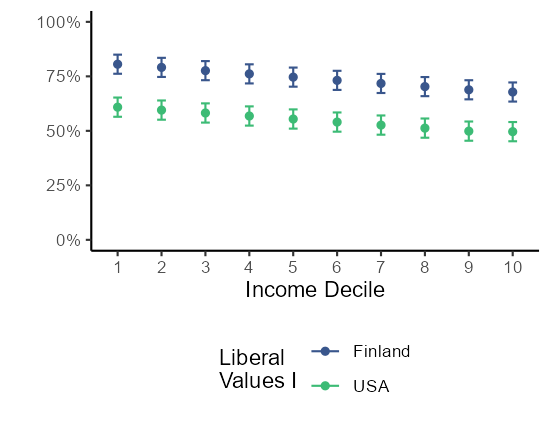 100%
75%
50%
25%
0%
1 2 3 4 5 6 7 8 9 10
Income Decile
Liberal
Values I
Finland
USA